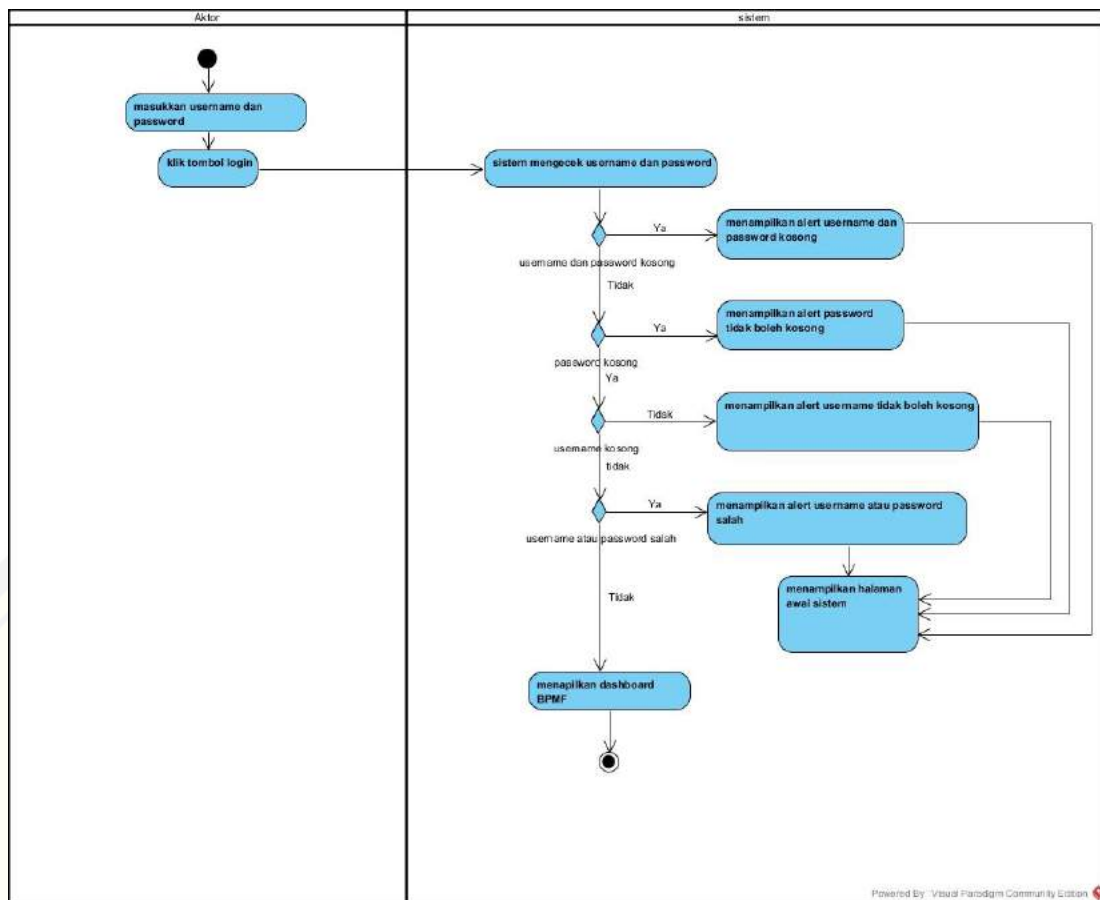 Aktor
sistem
masukkan username dan
password
klik tombol login
sistem mengecek username dan password
Ya
menampilkan alert username dan
password kosong
username dan password kosong
Tidak
Ya
menampilkan alert password
tidak boleh kosong
password kosong
Ya
Tidak
menampilkan alert username tidak boleh kosong
username kosong
tidak
Ya
menampilkan alert username atau password
salah
username atau password salah
menampilkan halaman
awal sistem
Tidak
menapilkan dashboard
BPMF
Powered By Visual Paradigm Community Edition